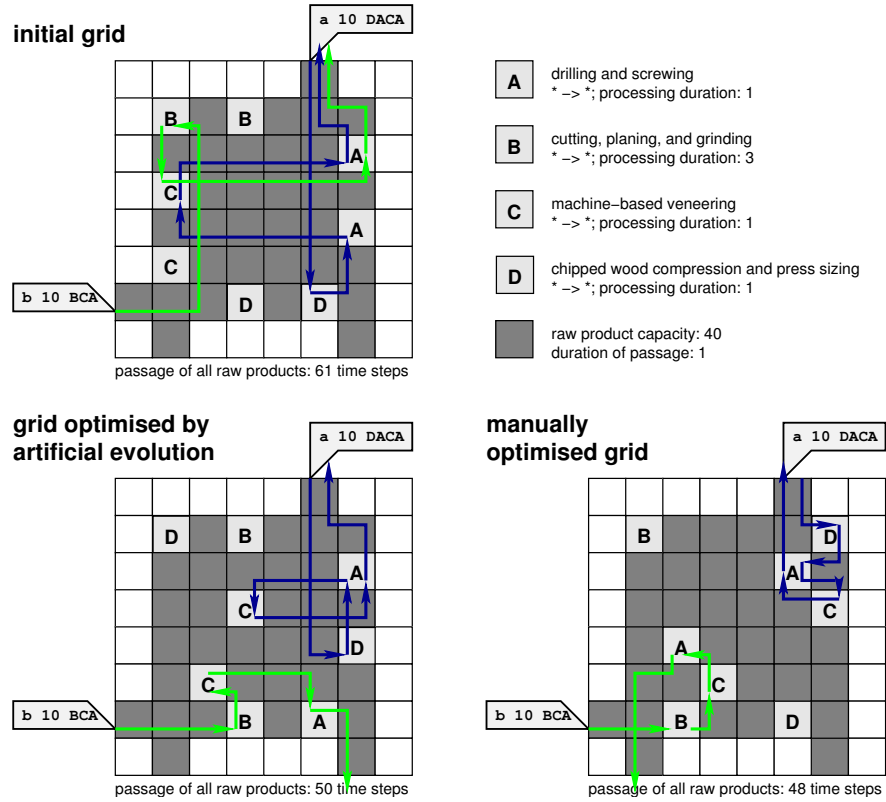 initial grid
a 10 DACA
B
B
A
C
A
C
b 10 BCA
D
D
passage of all raw products: 61 time steps
A
drilling and screwing
* −> *; processing duration: 1
B
cutting, planing, and grinding
* −> *; processing duration: 3
C
machine−based veneering
* −> *; processing duration: 1
D
chipped wood compression and press sizing
* −> *; processing duration: 1
raw product capacity: 40
duration of passage: 1
grid optimised by
artificial evolution
a 10 DACA
D
B
A
C
D
C
b 10 BCA
B
A
passage of all raw products: 50 time steps
manually
optimised grid
a 10 DACA
B
D
A
C
A
C
b 10 BCA
B
D
passage of all raw products: 48 time steps